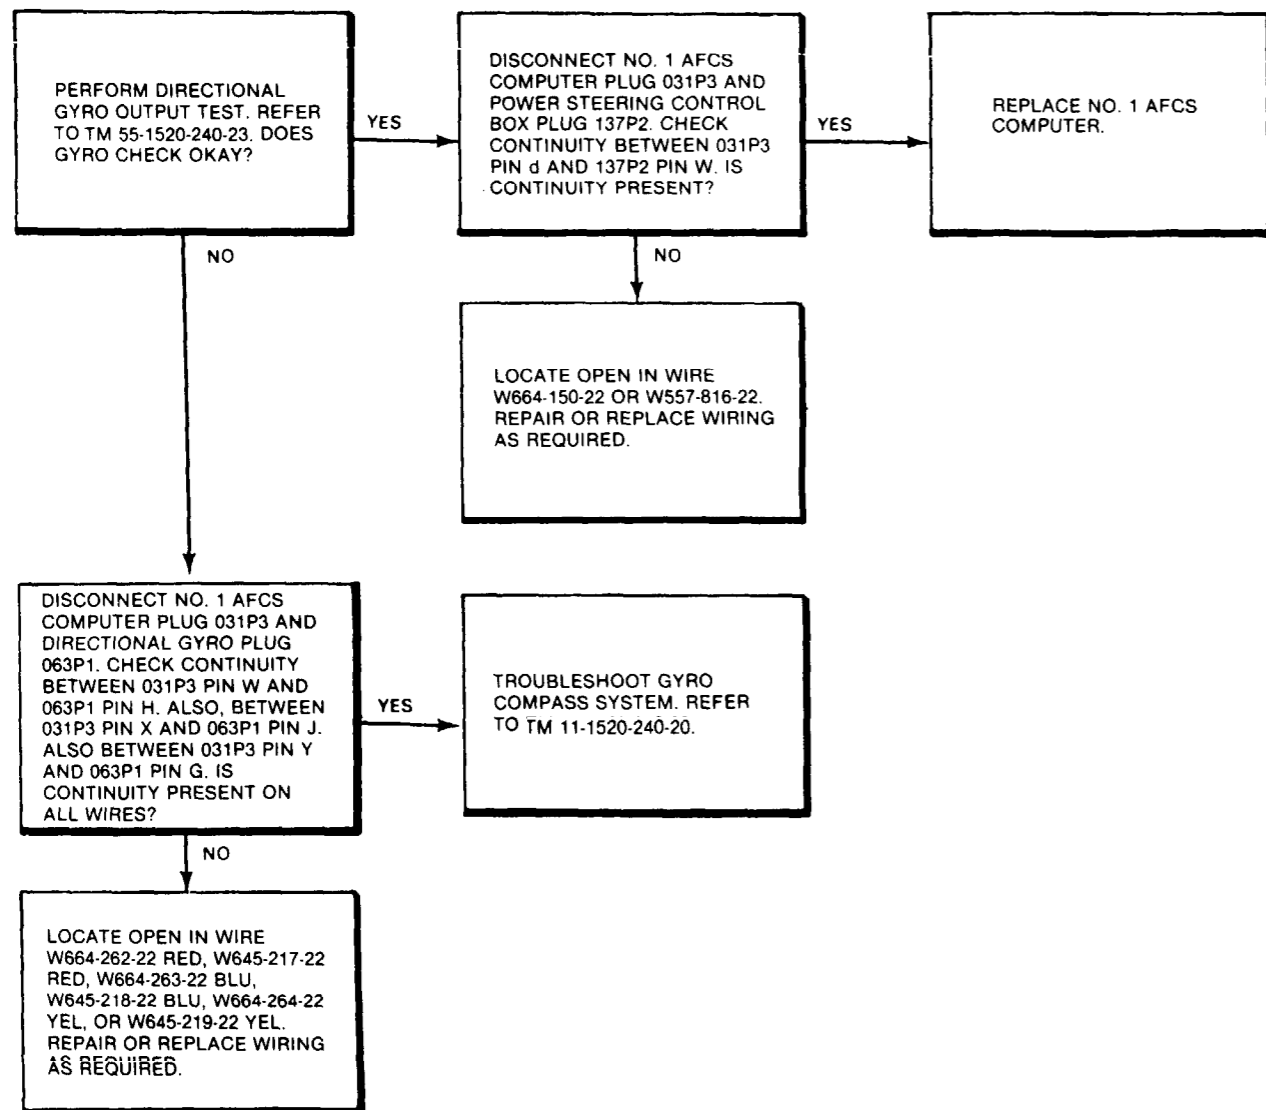 PERFORM DIRECTIONAL
GYRO OUTPUT TEST. REFER
TO TM 55-1520-240-23. DOES
GYRO CHECK OKAY?
YES
DISCONNECT NO. 1 AFCS
COMPUTER PLUG 031P3 AND
POWER STEERING CONTROL
BOX PLUG 137P2. CHECK
CONTINUITY BETWEEN 031P3
PIN d AND 137P2 PIN W. IS
CONTINUITY PRESENT?
YES
REPLACE NO. 1 AFCS
COMPUTER.
NO
NO
LOCATE OPEN IN WIRE
W664-150-22 OR W557-816-22.
REPAIR OR REPLACE WIRING
AS REQUIRED.
DISCONNECT NO. 1 AFCS
COMPUTER PLUG 031P3 AND
DIRECTIONAL GYRO PLUG
063P1. CHECK CONTINUITY
BETWEEN 031P3 PIN W AND
063P1 PIN H. ALSO, BETWEEN
031P3 PIN X AND 063P1 PIN J.
ALSO BETWEEN 031P3 PIN Y
AND 063P1 PIN G. IS
CONTINUITY PRESENT ON
ALL WIRES?
YES
TROUBLESHOOT GYRO
COMPASS SYSTEM. REFER
TO TM 11-1520-240-20.
NO
LOCATE OPEN IN WIRE
W664-262-22 RED, W645-217-22
RED, W664-263-22 BLU,
W645-218-22 BLU, W664-264-22
YEL, OR W645-219-22 YEL.
REPAIR OR REPLACE WIRING
AS REQUIRED.